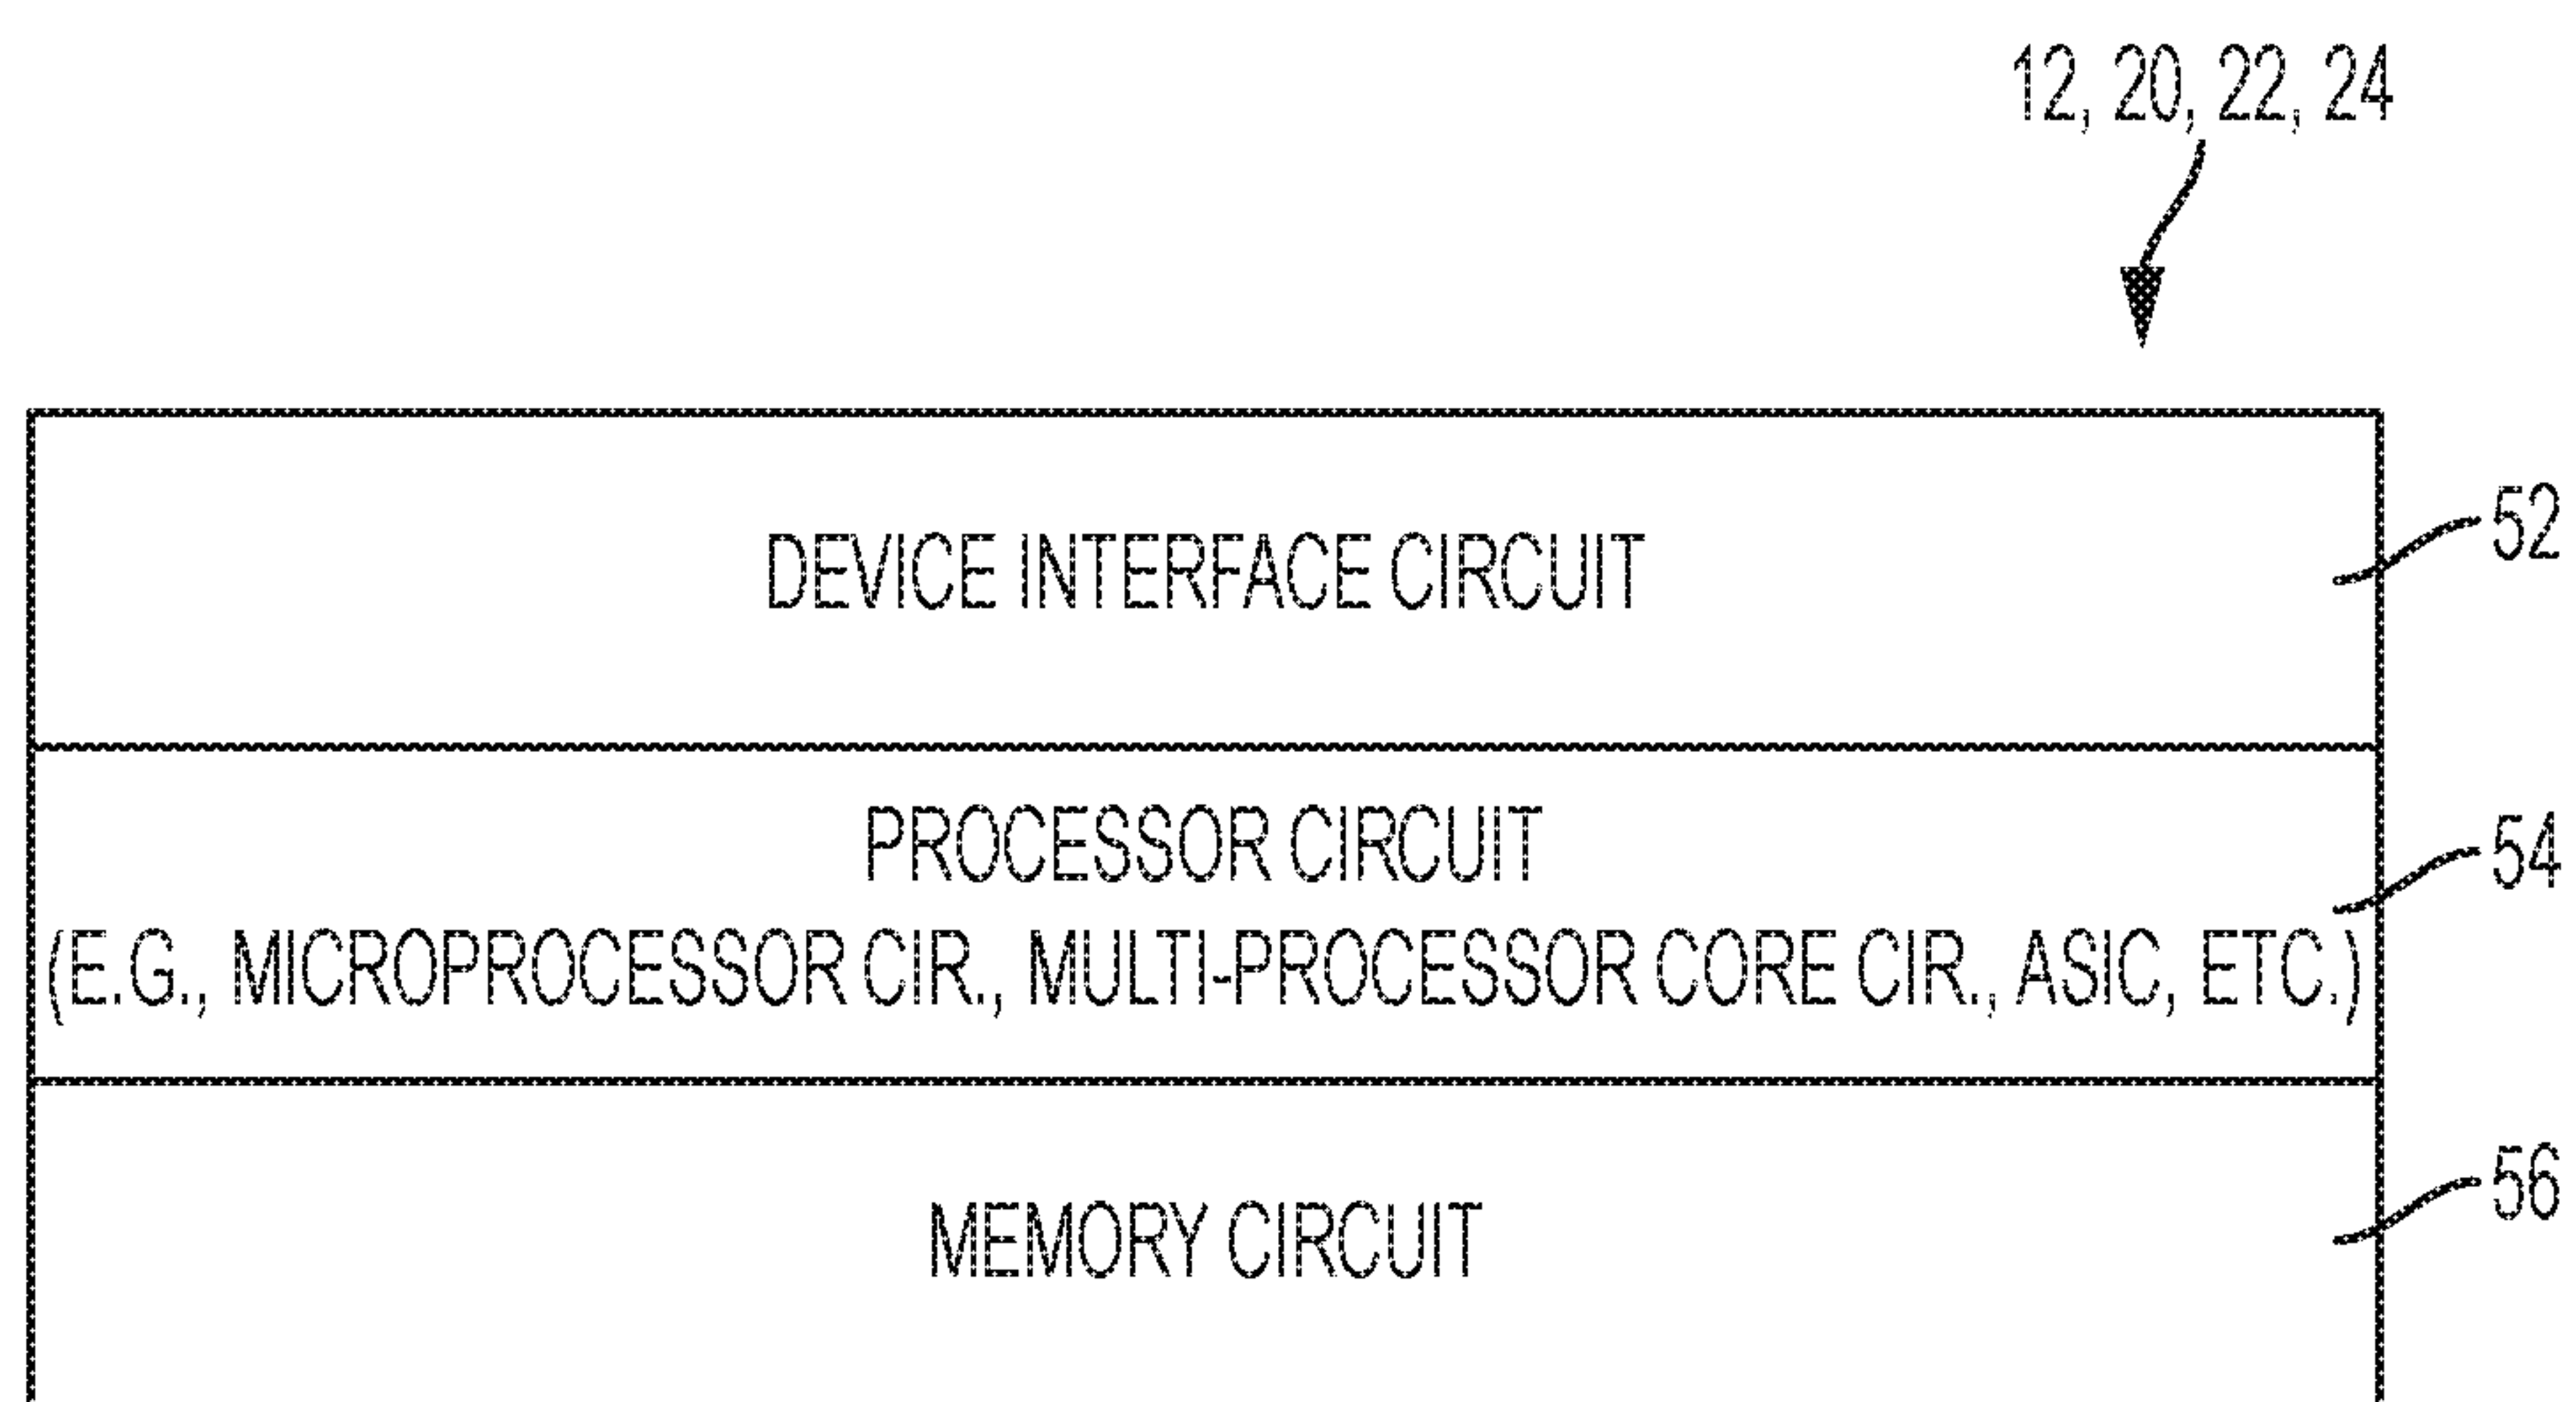 12, 20, 22, 24
DEVICE INTERFACE CIRCUIT
52
PROCESSOR CIRCUIT
(E.G., MICROPROCESSOR CIR., MULTI-PROCESSOR CORE CIR., ASIC, ETC.)
54
MEMORY CIRCUIT
56